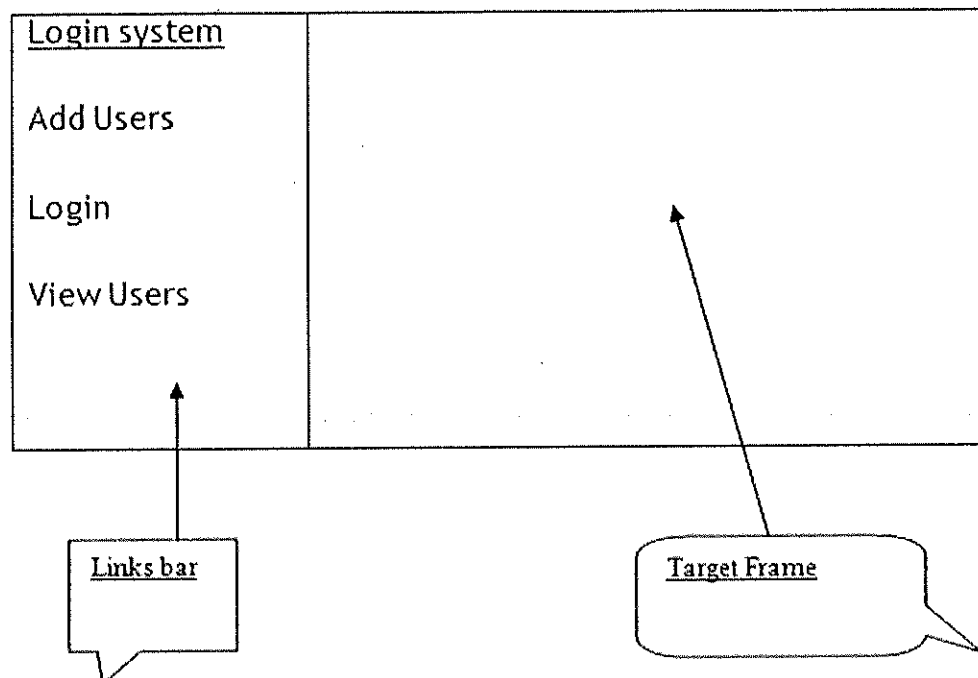 Login system
Add Users
Login
View Users
Links bar
Target Frame